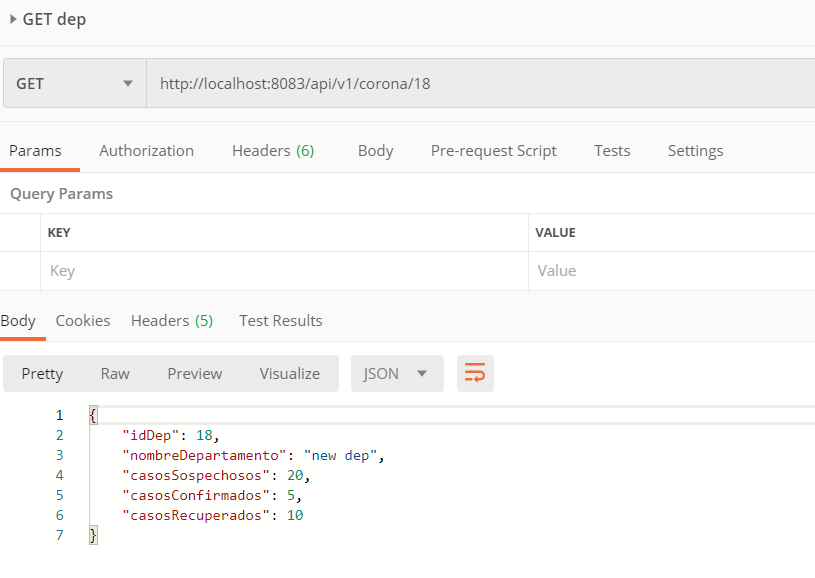 GET dep
GET http://localhost:8083/api/v1/corona/18
Params Authorization Headers (6) Body Pre-request Script Tests Settings
Query Params
KEY VALUE
Key Value
Body Cookies Headers (5) Test Results
Pretty Raw Preview Visualize JSON
1 {
2 "idDep": 18,
3 "nombreDepartamento": "new dep",
4 "casosSospechosos": 20,
5 "casosConfirmados": 5,
6 "casosRecuperados": 10
7 }